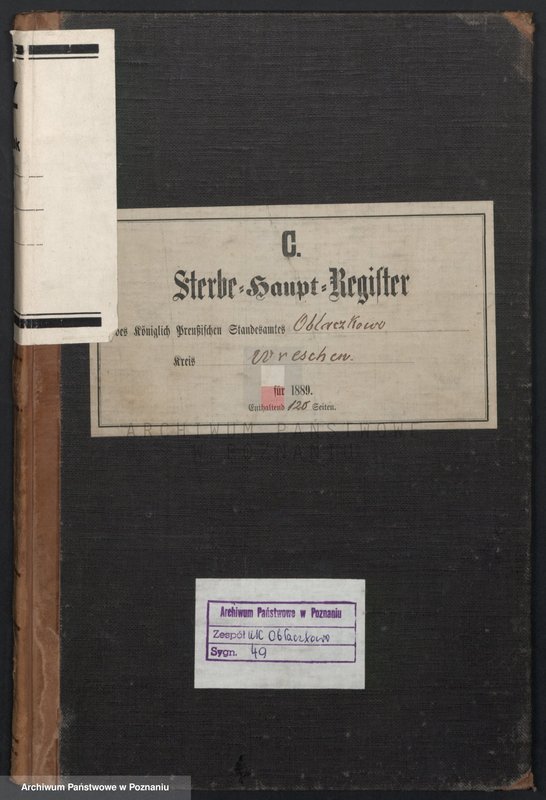 k
C.
Sterbe-Haupt-Register
des Königlich Preußischen Standesamtes Oblaczkowo
Kreis Wreschen.
für 1889.
Enthaltend 120 Seiten.
ARCHIWUM PAŃSTWOWE
W POZNANIU
Archiwum Państwowe w Poznaniu
Zespół UK Oblaczkowo
Sygn. 49
Archiwum Państwowe w Poznaniu